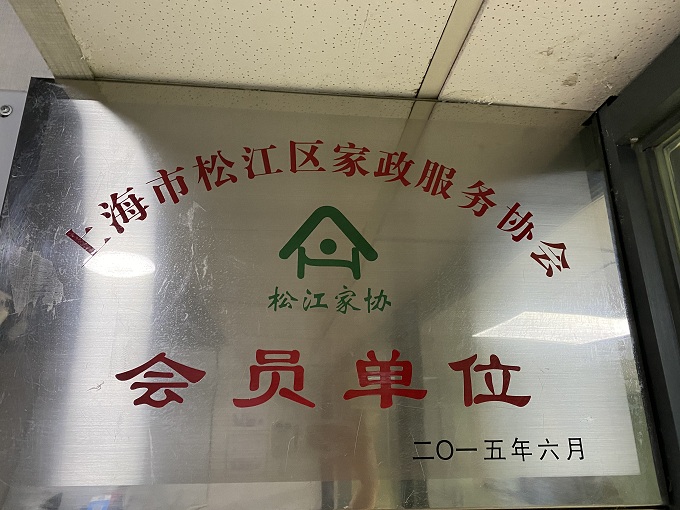 上海市松江区家政服务协会
松江家协
会员单位
二〇一五年六月